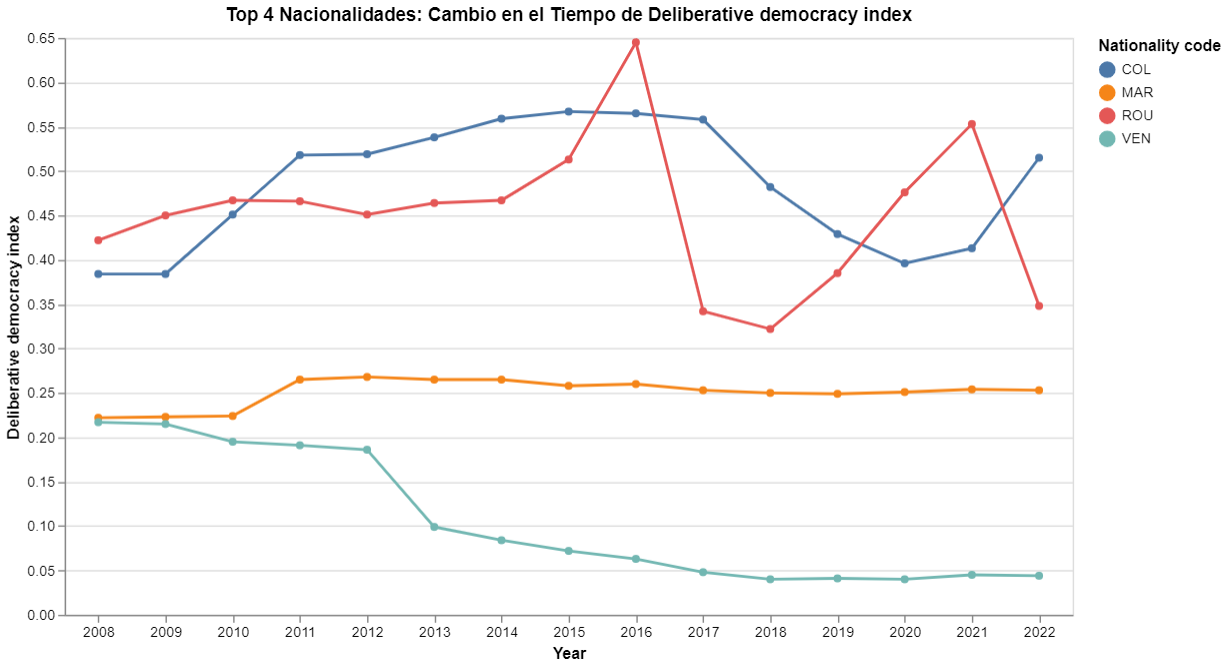 Top 4 Nacionalidades: Cambio en el Tiempo de Deliberative democracy index
Deliberative democracy index
0.65
0.60
0.55
0.50
0.45
0.40
0.35
0.30
0.25
0.20
0.15
0.10
0.05
0.00
2008 2009 2010 2011 2012 2013 2014 2015 2016 2017 2018 2019 2020 2021 2022
Year
Nationality code
COL
MAR
ROU
VEN